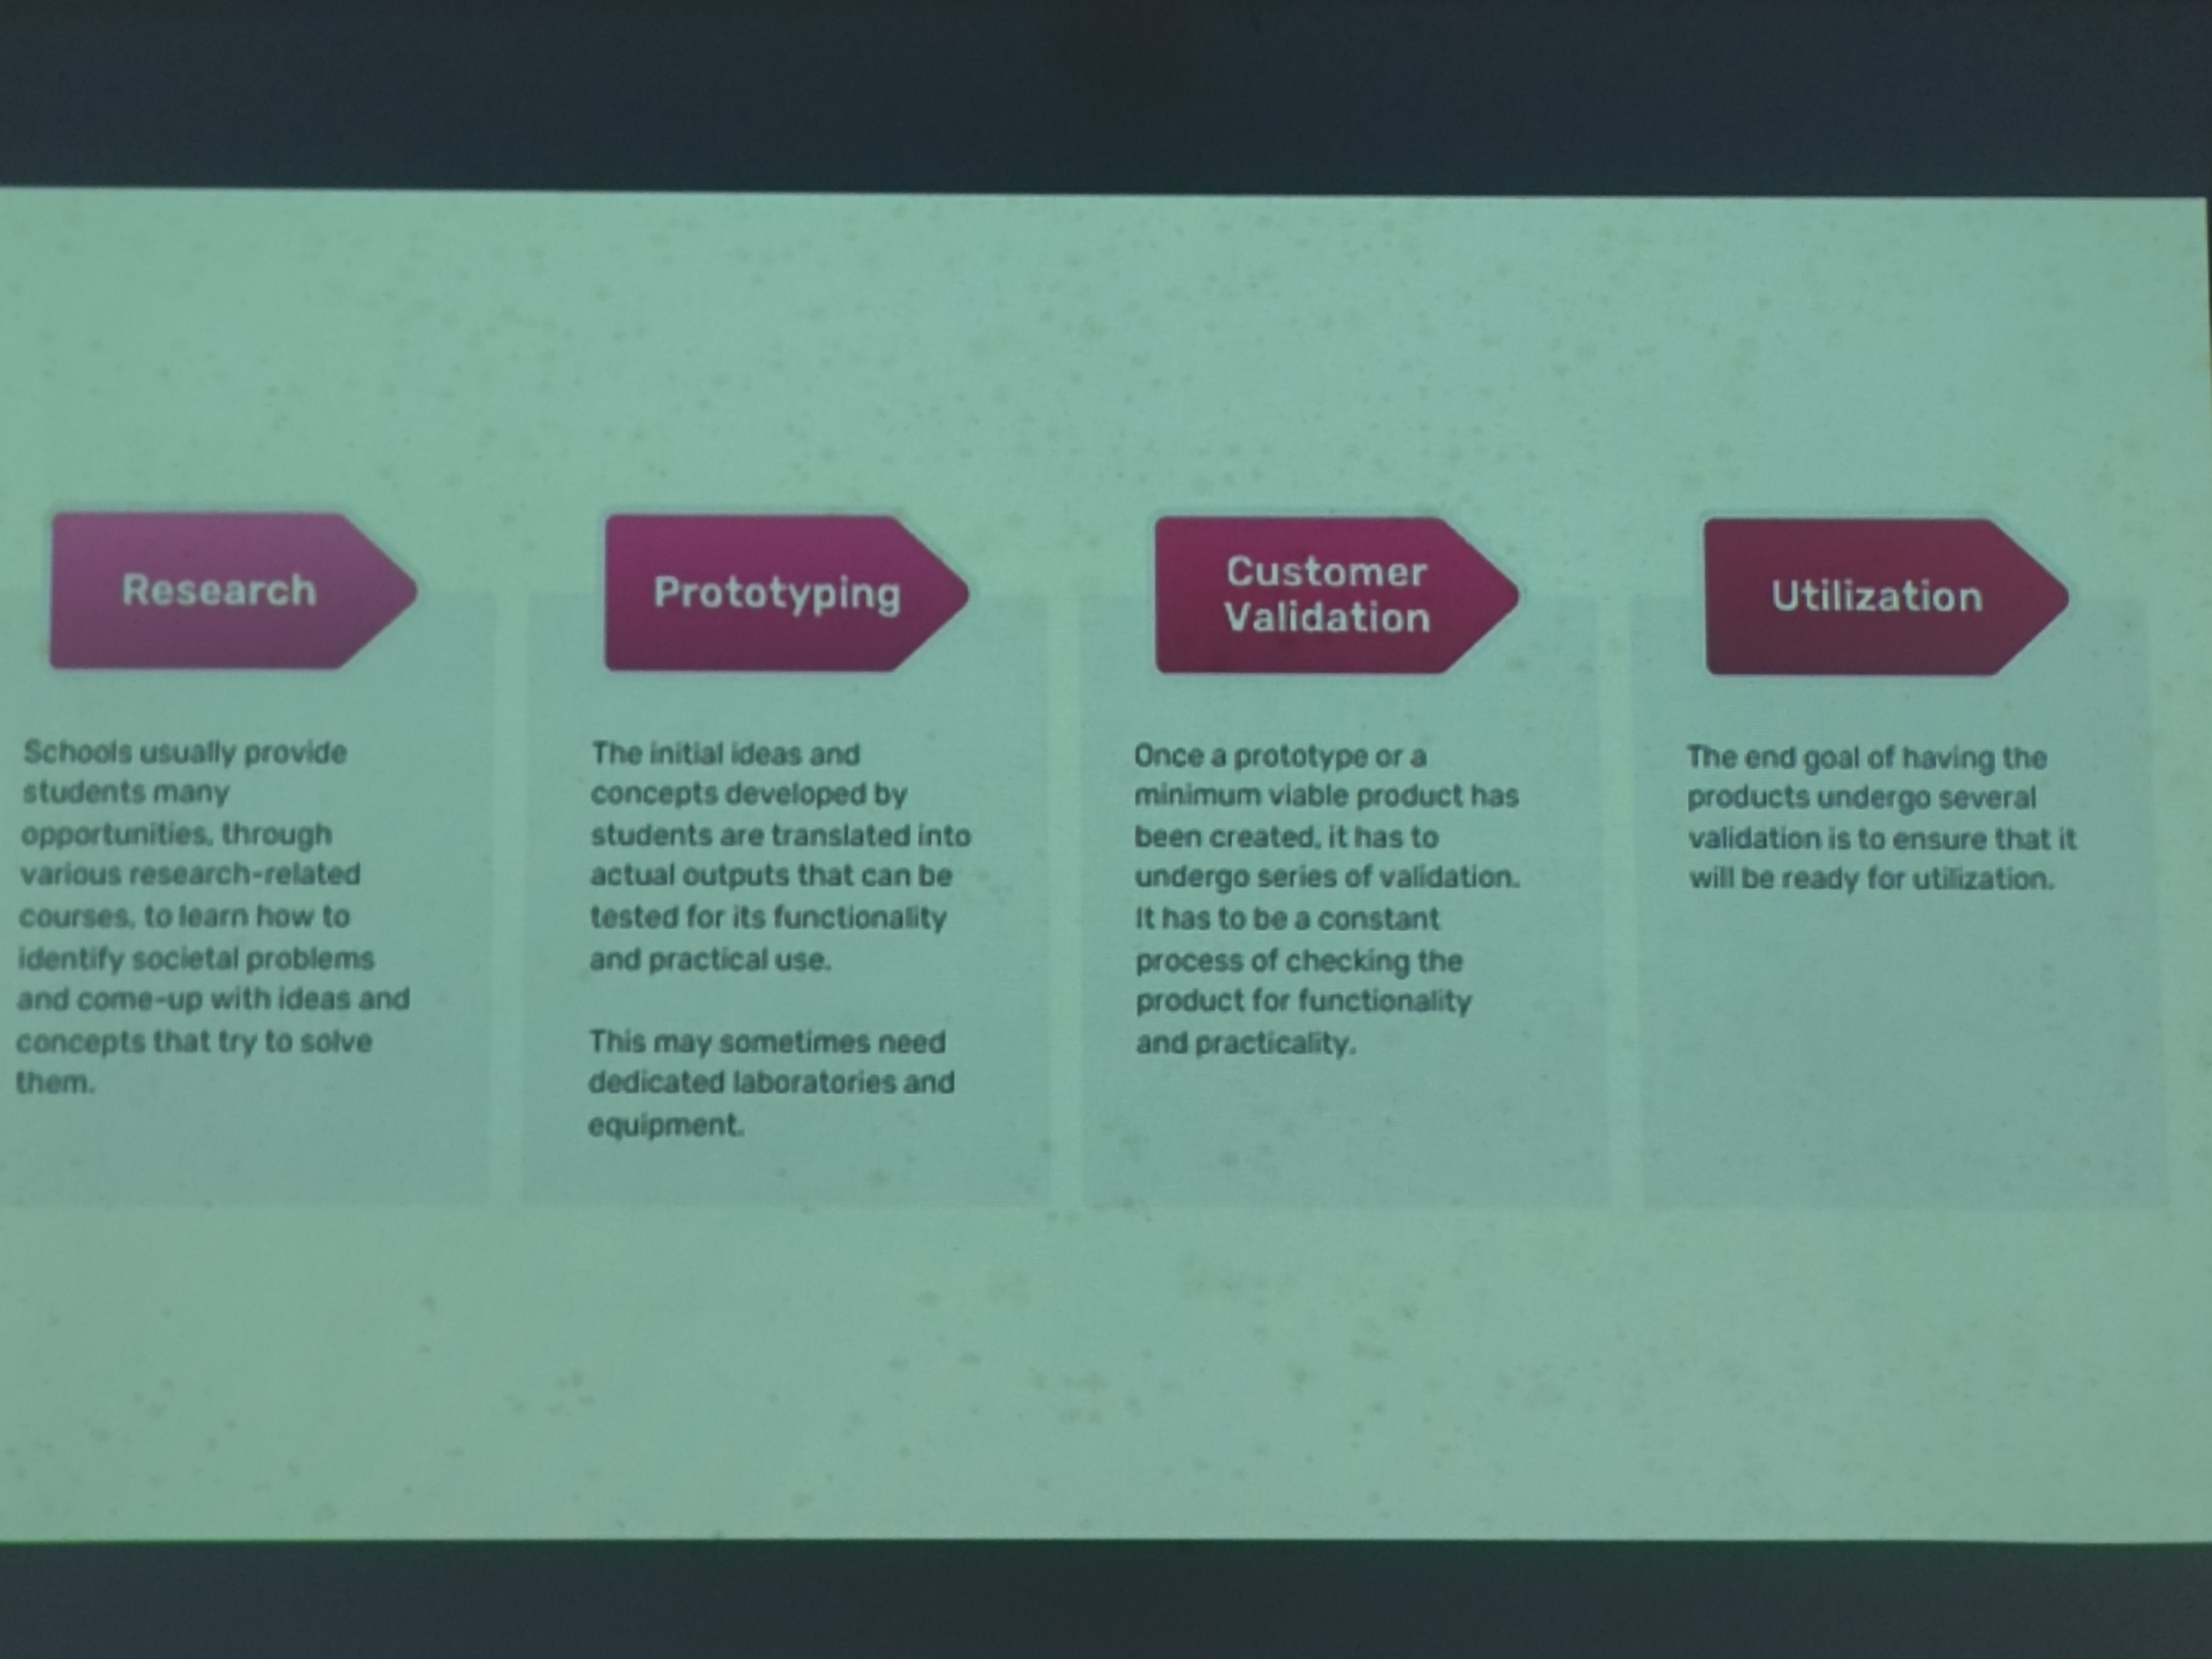 Research
Schools usually provide
students many
opportunities, through
various research-related
courses, to learn how to
identify societal problems
and come-up with ideas and
concepts that try to solve
them.
Prototyping
The initial ideas and
concepts developed by
students are translated into
actual outputs that can be
tested for its functionality
and practical use.
This may sometimes need
dedicated laboratories and
equipment.
Customer
Validation
Once a prototype or a
minimum viable product has
been created, it has to
undergo series of validation.
It has to be a constant
process of checking the
product for functionality
and practicality.
Utilization
The end goal of having the
products undergo several
validation is to ensure that it
will be ready for utilization.